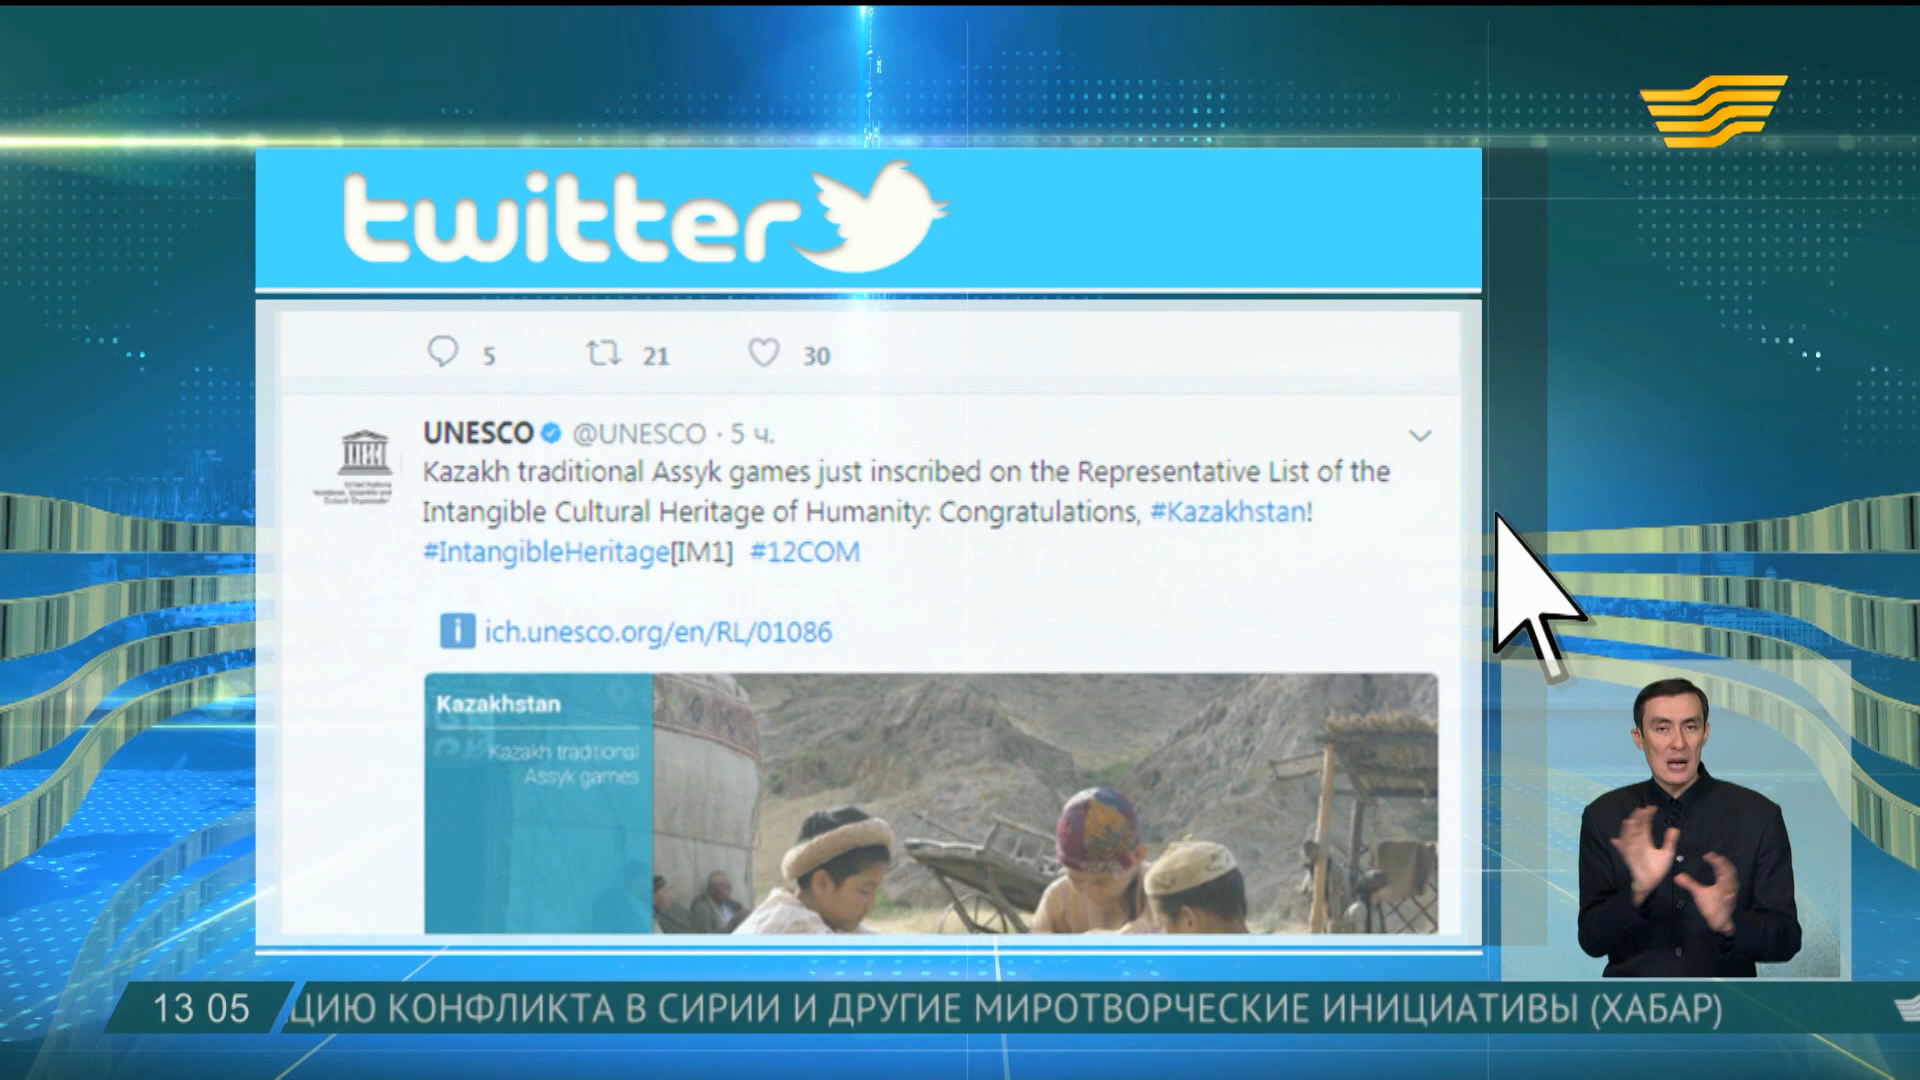 twitter
5 21 30
UNESCO @UNESCO · 5 ч.
Kazakh traditional Assyk games just inscribed on the Representative List of the
Intangible Cultural Heritage of Humanity: Congratulations, #Kazakhstan!
#IntangibleHeritage[IM1] #12COM
i ich.unesco.org/en/RL/01086
Kazakhstan
Kazakh traditional
Assyk games
13 05 ЦИЮ КОНФЛИКТА В СИРИИ И ДРУГИЕ МИРОТВОРЧЕСКИЕ ИНИЦИАТИВЫ (ХАБАР)